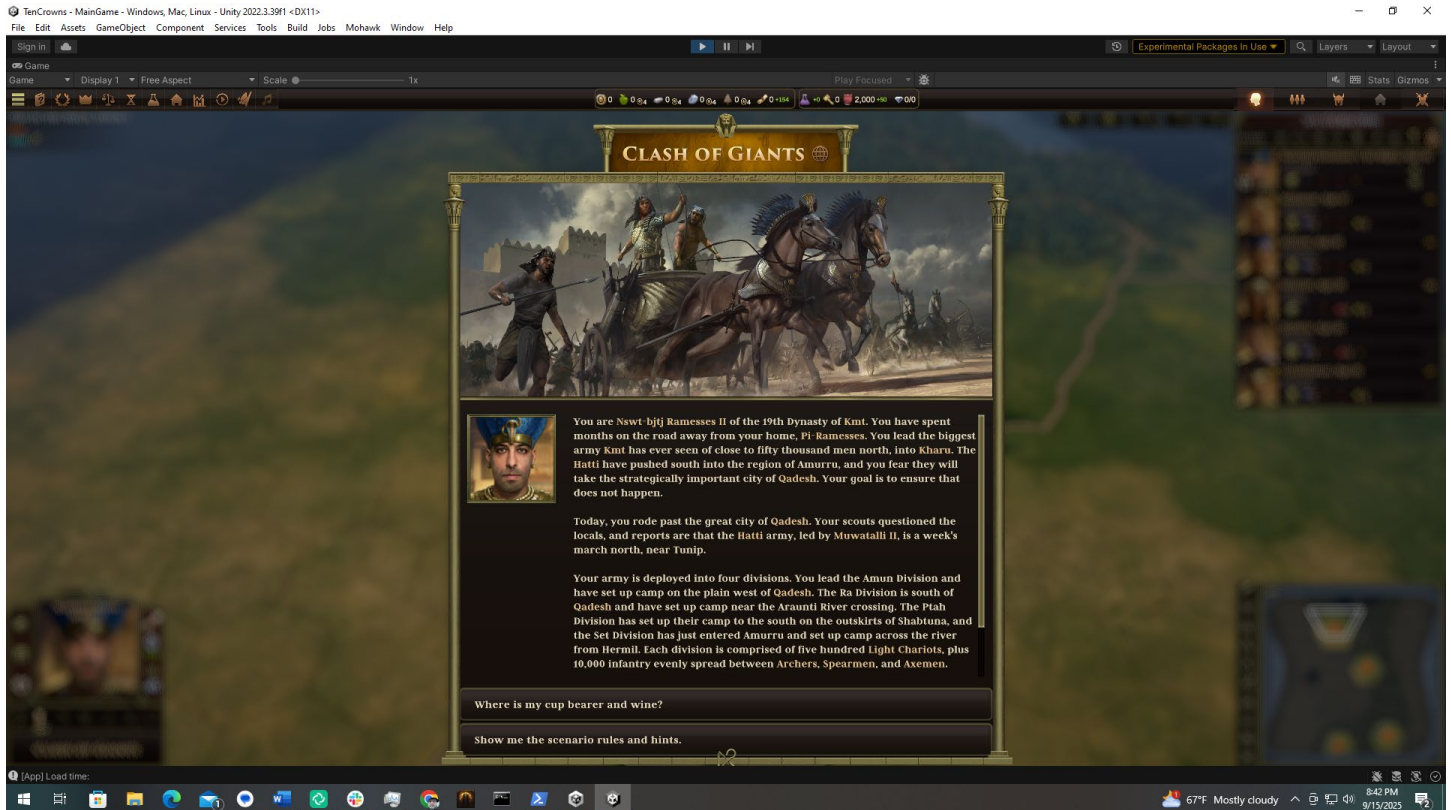 TenCrowns - MainGame - Windows, Mac, Linux - Unity 2022.3.39f1 <DX11>
File Edit Assets GameObject Component Services Tools Build Jobs Mohawk Window Help
Sign in
Experimental Packages In Use
Layers
Layout
Game
Game
Display 1
Free Aspect
Scale
1x
Play Focused
Stats
Gizmos
CLASH OF GIANTS
You are Nswt-bjtj Ramesses II of the 19th Dynasty of Kmt. You have spent
months on the road away from your home, Pi-Ramesses. You lead the biggest
army Kmt has ever seen of close to fifty thousand men north, into Kharu. The
Hatti have pushed south into the region of Amurru, and you fear they will
take the strategically important city of Qadesh. Your goal is to ensure that
does not happen.
Today, you rode past the great city of Qadesh. Your scouts questioned the
locals, and reports are that the Hatti army, led by Muwatalli II, is a week's
march north, near Tunip.
Your army is deployed into four divisions. You lead the Amun Division and
have set up camp on the plain west of Qadesh. The Ra Division is south of
Qadesh and have set up camp near the Araunti River crossing. The Ptah
Division has set up their camp to the south on the outskirts of Shabtuna, and
the Set Division has just entered Amurru and set up camp across the river
from Hermil. Each division is comprised of five hundred Light Chariots, plus
10,000 infantry evenly spread between Archers, Spearmen, and Axemen.
Where is my cup bearer and wine?
Show me the scenario rules and hints.
[App] Load time:
67°F Mostly cloudy
8:42 PM
9/15/2025